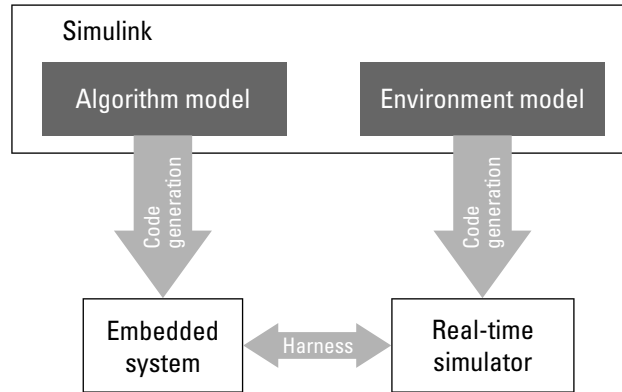 Simulink
Algorithm model
Environment model
Code
generation
Code
generation
Embedded
system
Harness
Real-time
simulator